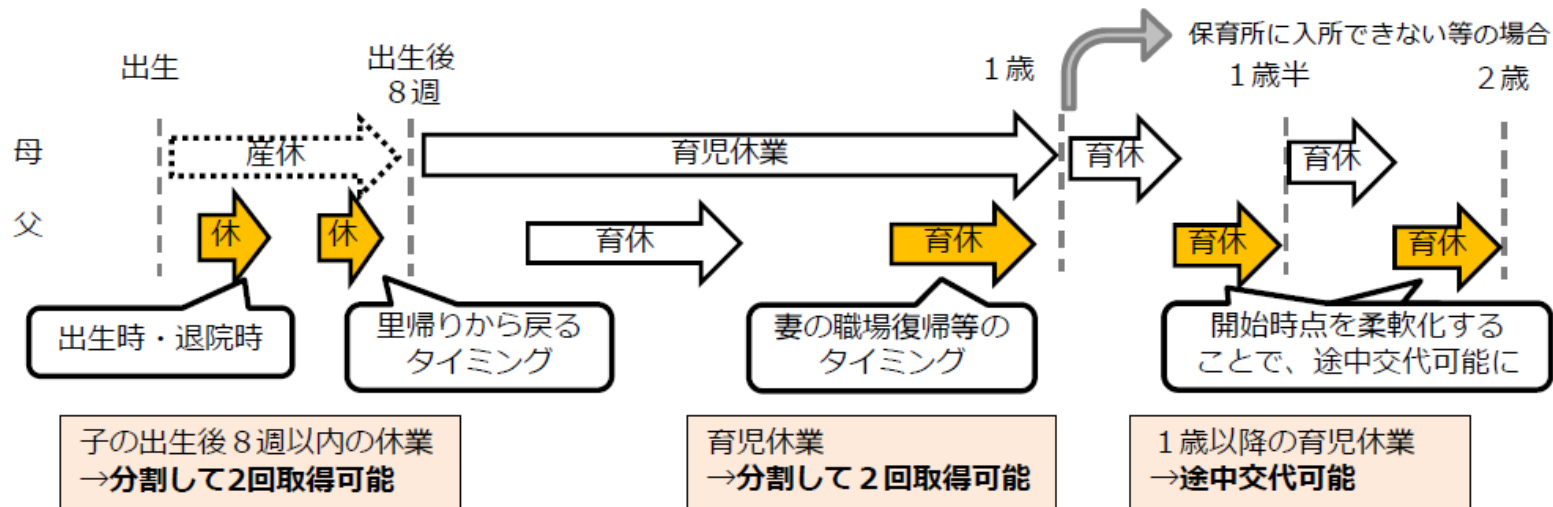 保育所に入所できない等の場合
出生
出生後
８週
１歳
１歳半
２歳
母
産休
育児休業
育休
育休
父
休
休
育休
育休
育休
育休
出生時・退院時
里帰りから戻る
タイミング
妻の職場復帰等の
タイミング
開始時点を柔軟化する
ことで、途中交代可能に
子の出生後８週以内の休業
→分割して2回取得可能
育児休業
→分割して２回取得可能
１歳以降の育児休業
→途中交代可能